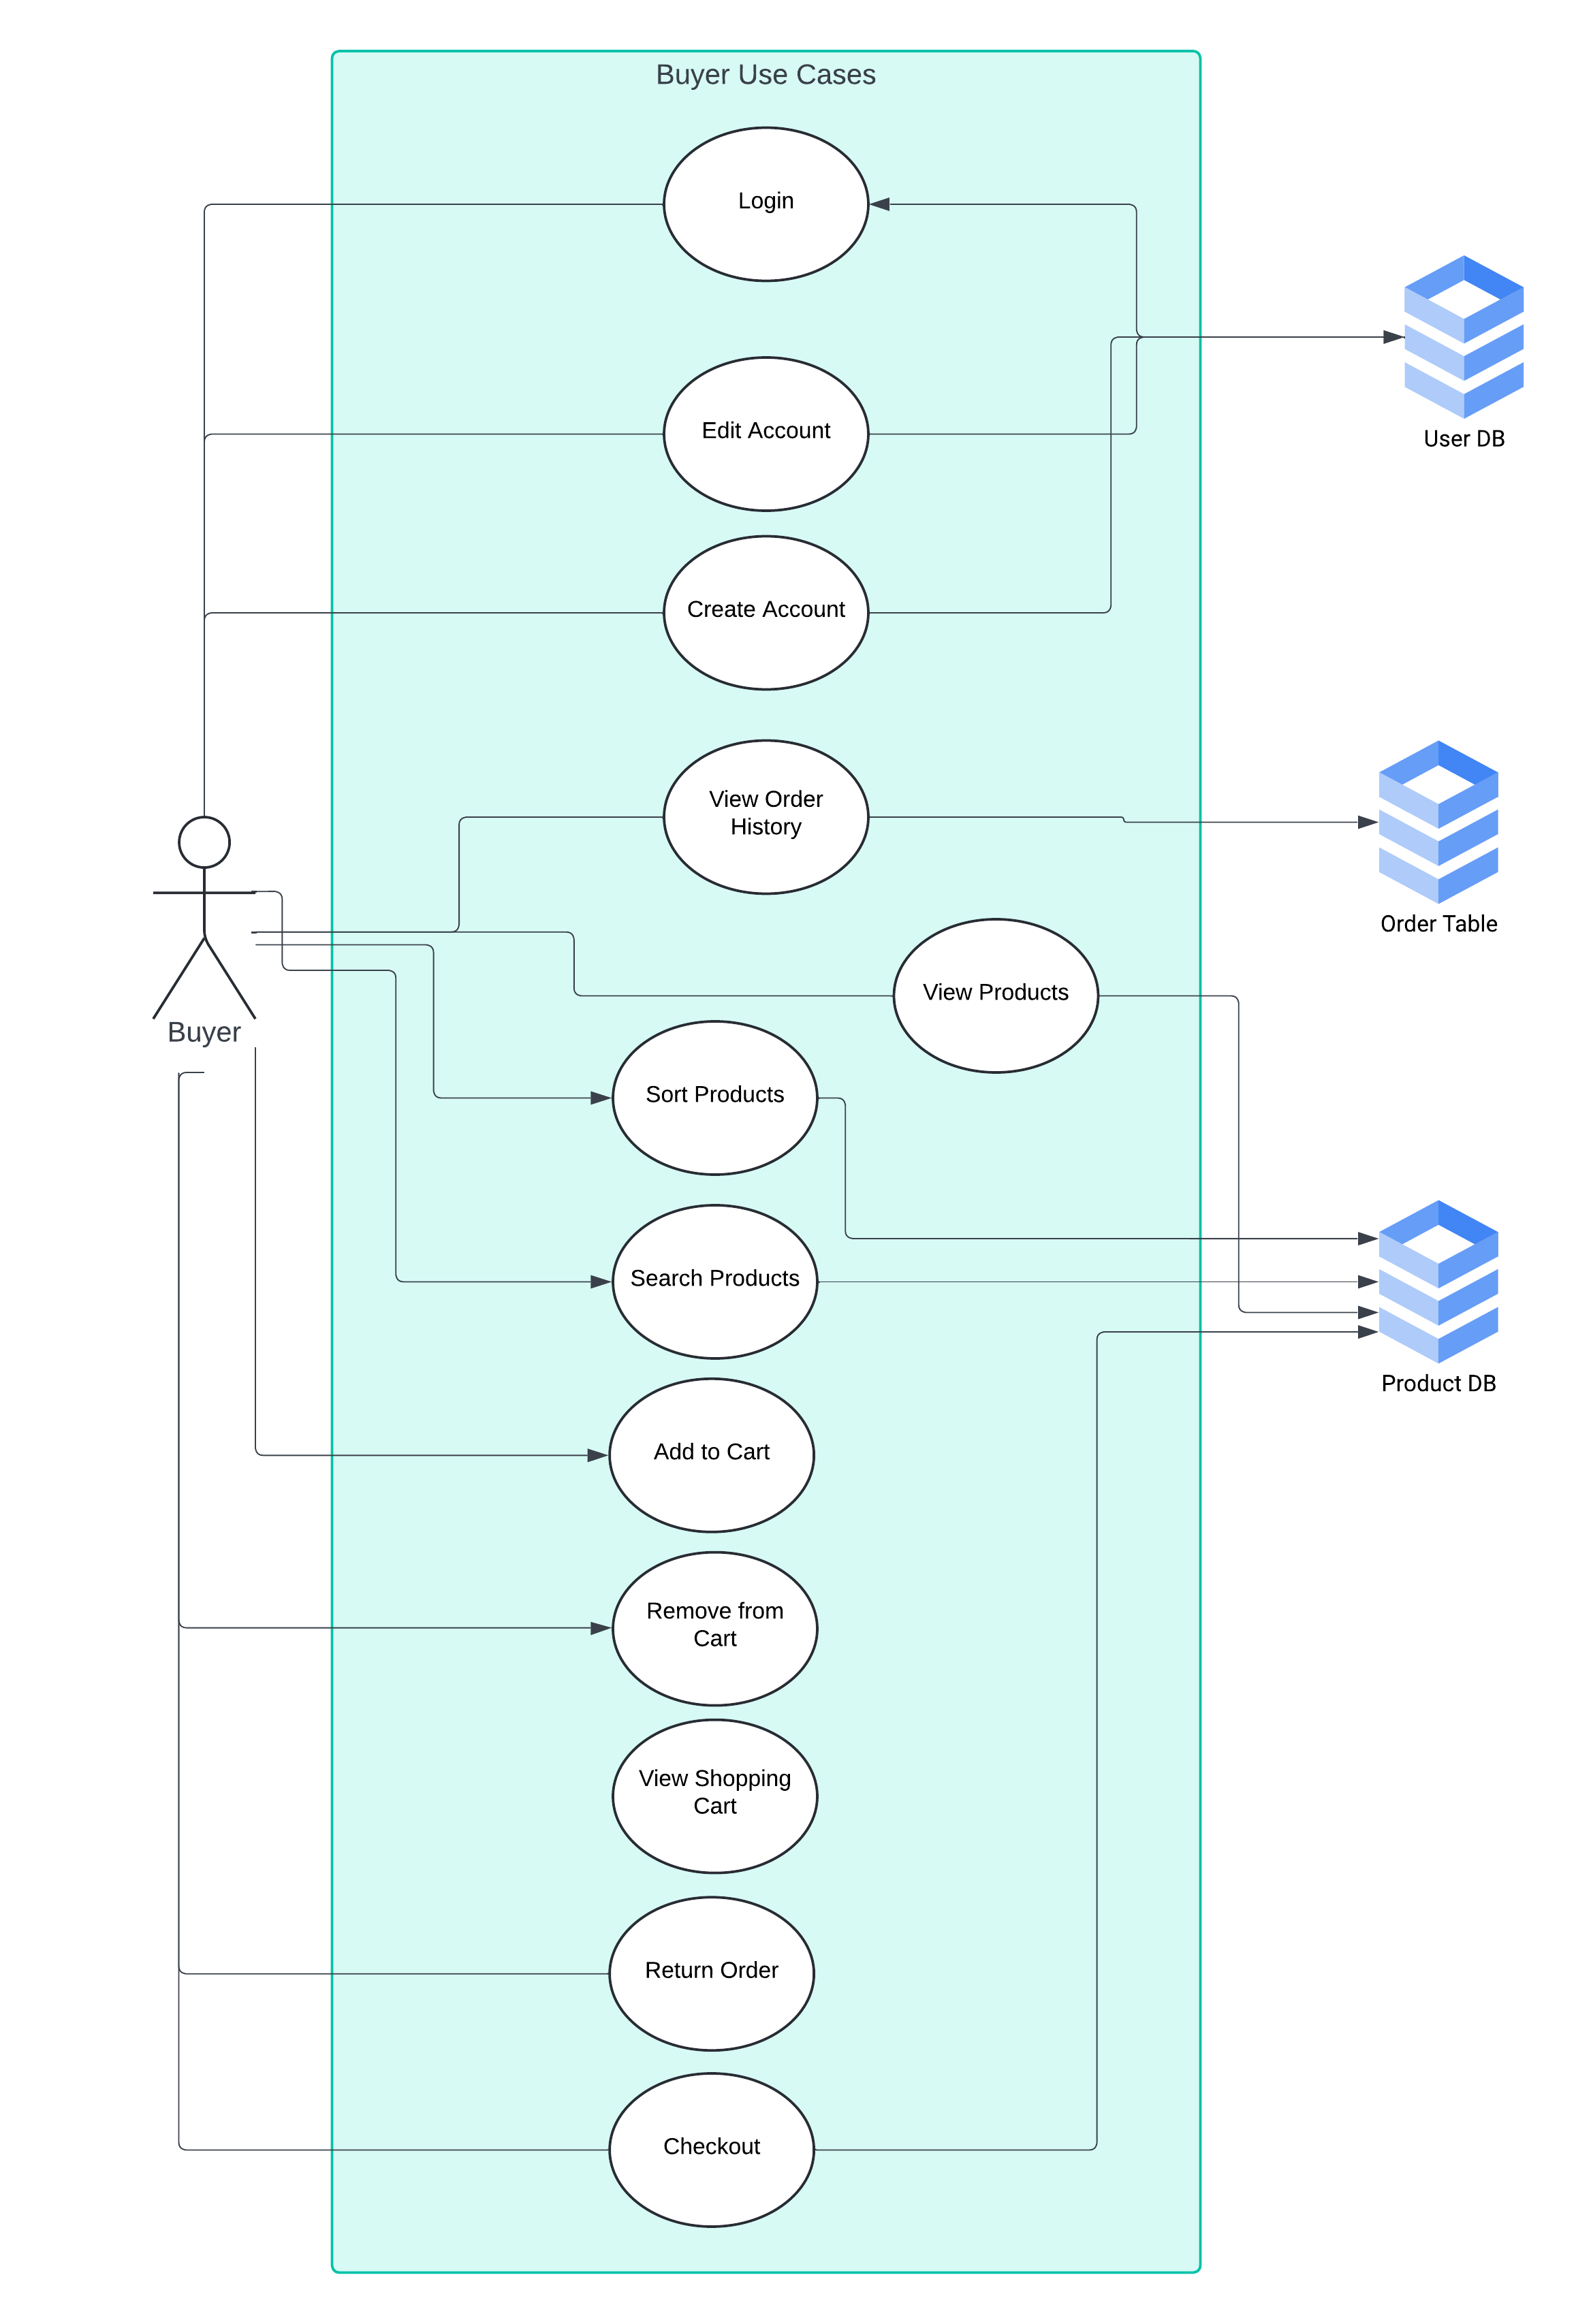 Buyer Use Cases
Login
Edit Account
User DB
Create Account
View Order
History
Order Table
View Products
Buyer
Sort Products
Search Products
Product DB
Add to Cart
Remove from
Cart
View Shopping
Cart
Return Order
Checkout